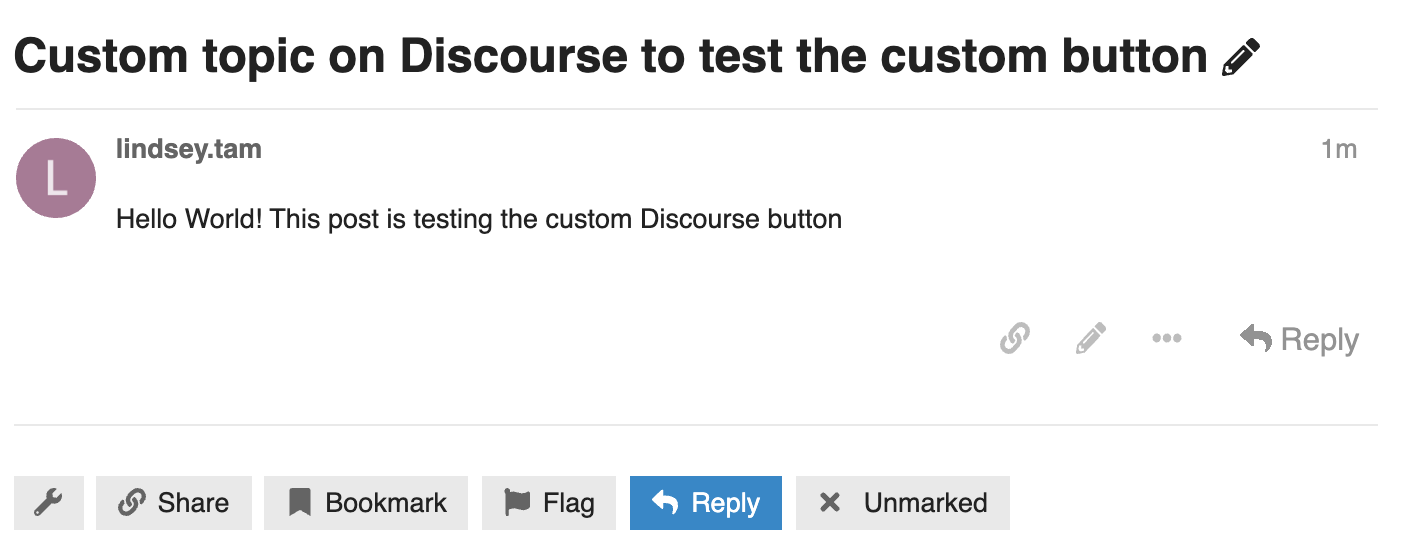 Custom topic on Discourse to test the custom button
L
lindsey.tam
1m
Hello World! This post is testing the custom Discourse button
Reply
Share
Bookmark
Flag
Reply
Unmarked